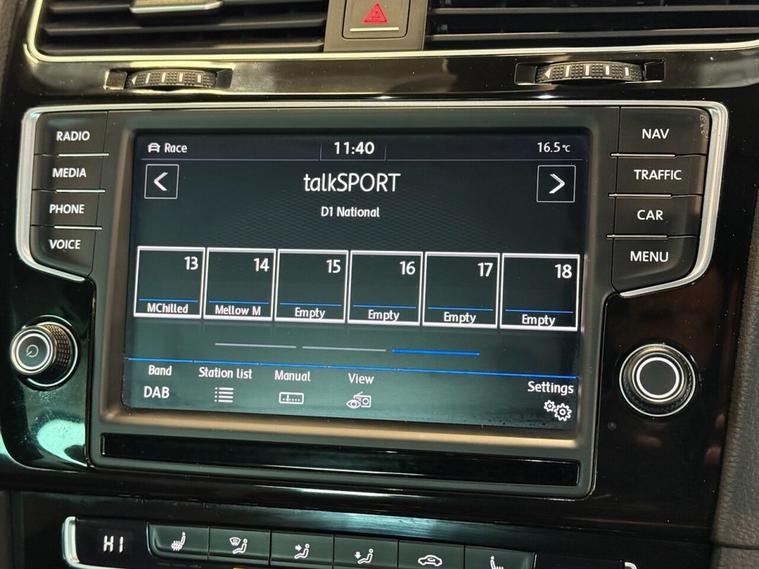 RADIO
MEDIA
PHONE
VOICE
NAV
TRAFFIC
CAR
MENU
Race 11:40 16.5°C
talkSPORT
D1 National
13 14 15 16 17 18
MChilled Mellow M Empty Empty Empty Empty
Band Station list Manual View Settings
DAB
HI